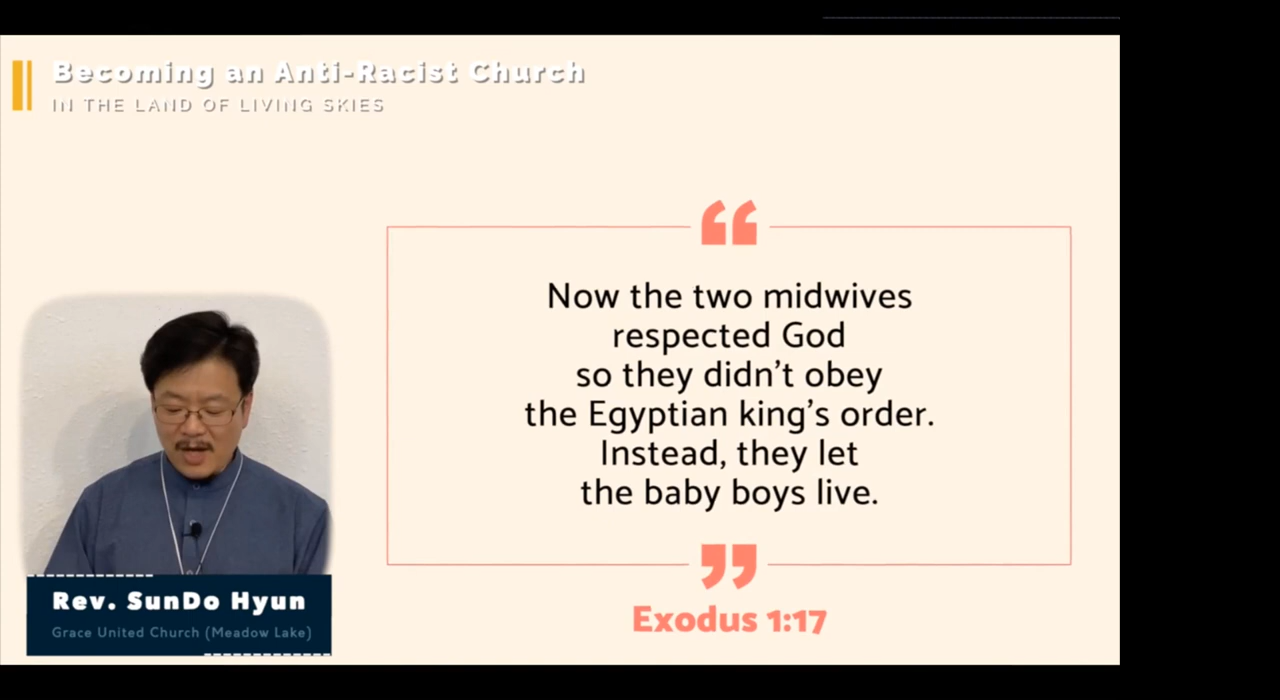 Becoming an Anti-Racist Church
IN THE LAND OF LIVING SKIES
“
Now the two midwives
respected God
so they didn’t obey
the Egyptian king’s order.
Instead, they let
the baby boys live.
”
Exodus 1:17
Rev. SunDo Hyun
Grace United Church (Meadow Lake)